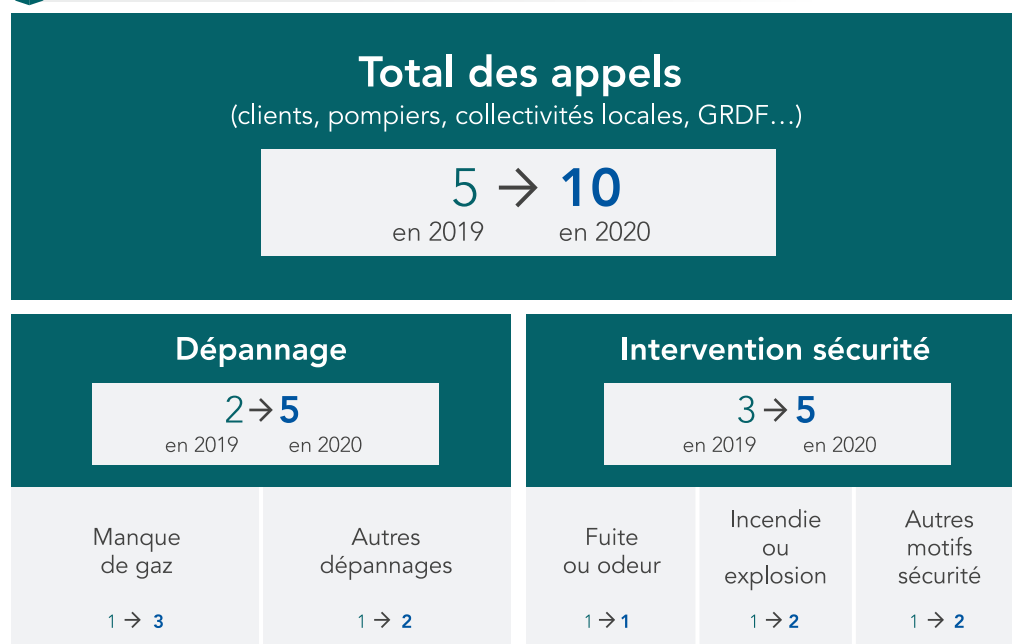 Total des appels
(clients, pompiers, collectivités locales, GRDF…)
5 → 10
en 2019 en 2020
Dépannage
2 → 5
en 2019 en 2020
Intervention sécurité
3 → 5
en 2019 en 2020
Manque
de gaz
1 → 3
Autres
dépannages
1 → 2
Fuite
ou odeur
1 → 1
Incendie
ou
explosion
1 → 2
Autres
motifs
sécurité
1 → 2